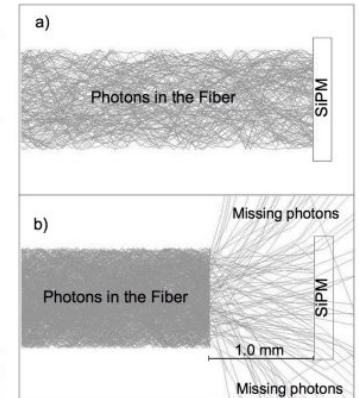 a)
Photons in the Fiber
SiPM
b)
Missing photons
Photons in the Fiber
SiPM
1.0 mm
Missing photons